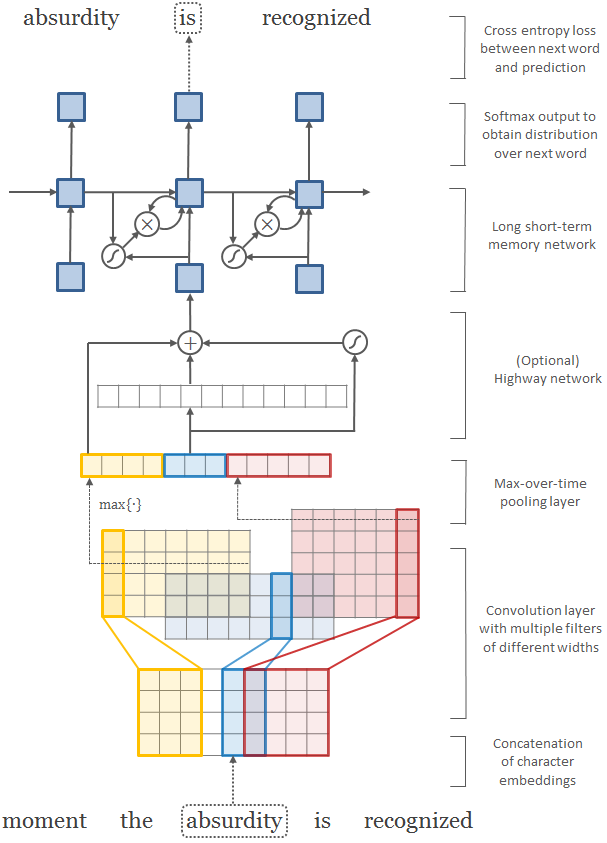 absurdity is recognized
Cross entropy loss
between next word
and prediction
Softmax output to
obtain distribution
over next word
Long short-term
memory network
(Optional)
Highway network
max{·}
Max-over-time
pooling layer
Convolution layer
with multiple filters
of different widths
Concatenation
of character
embeddings
moment the absurdity is recognized